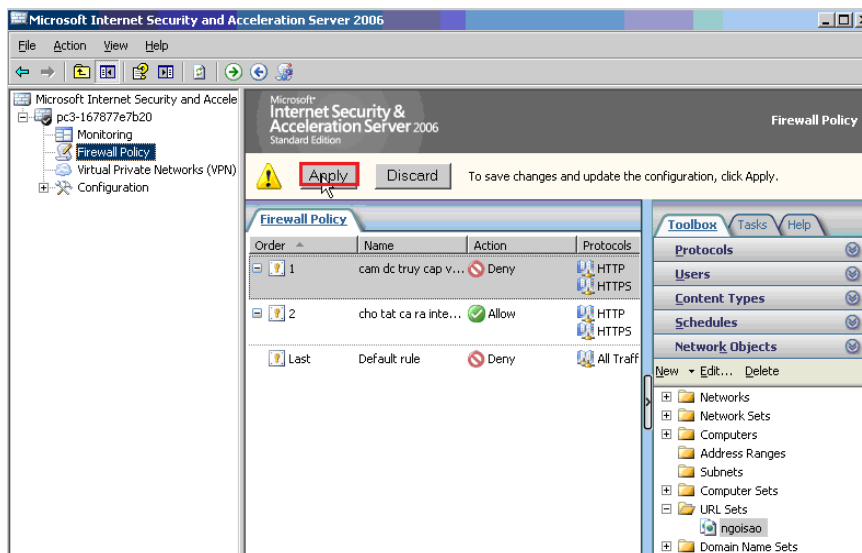 Microsoft Internet Security and Acceleration Server 2006
File Action View Help
Microsoft Internet Security and Accele
pc3-167877e7b20
Monitoring
Firewall Policy
Virtual Private Networks (VPN)
Configuration
Microsoft
Internet Security &
Acceleration Server 2006
Standard Edition
Firewall Policy
Apply Discard To save changes and update the configuration, click Apply.
Firewall Policy
Order Name Action Protocols
1 cam dc truy cap v... Deny HTTP
HTTPS
2 cho tat ca ra inte... Allow HTTP
HTTPS
Last Default rule Deny All Traff
Toolbox Tasks Help
Protocols
Users
Content Types
Schedules
Network Objects
New Edit... Delete
Networks
Network Sets
Computers
Address Ranges
Subnets
Computer Sets
URL Sets
ngoisao
Domain Name Sets